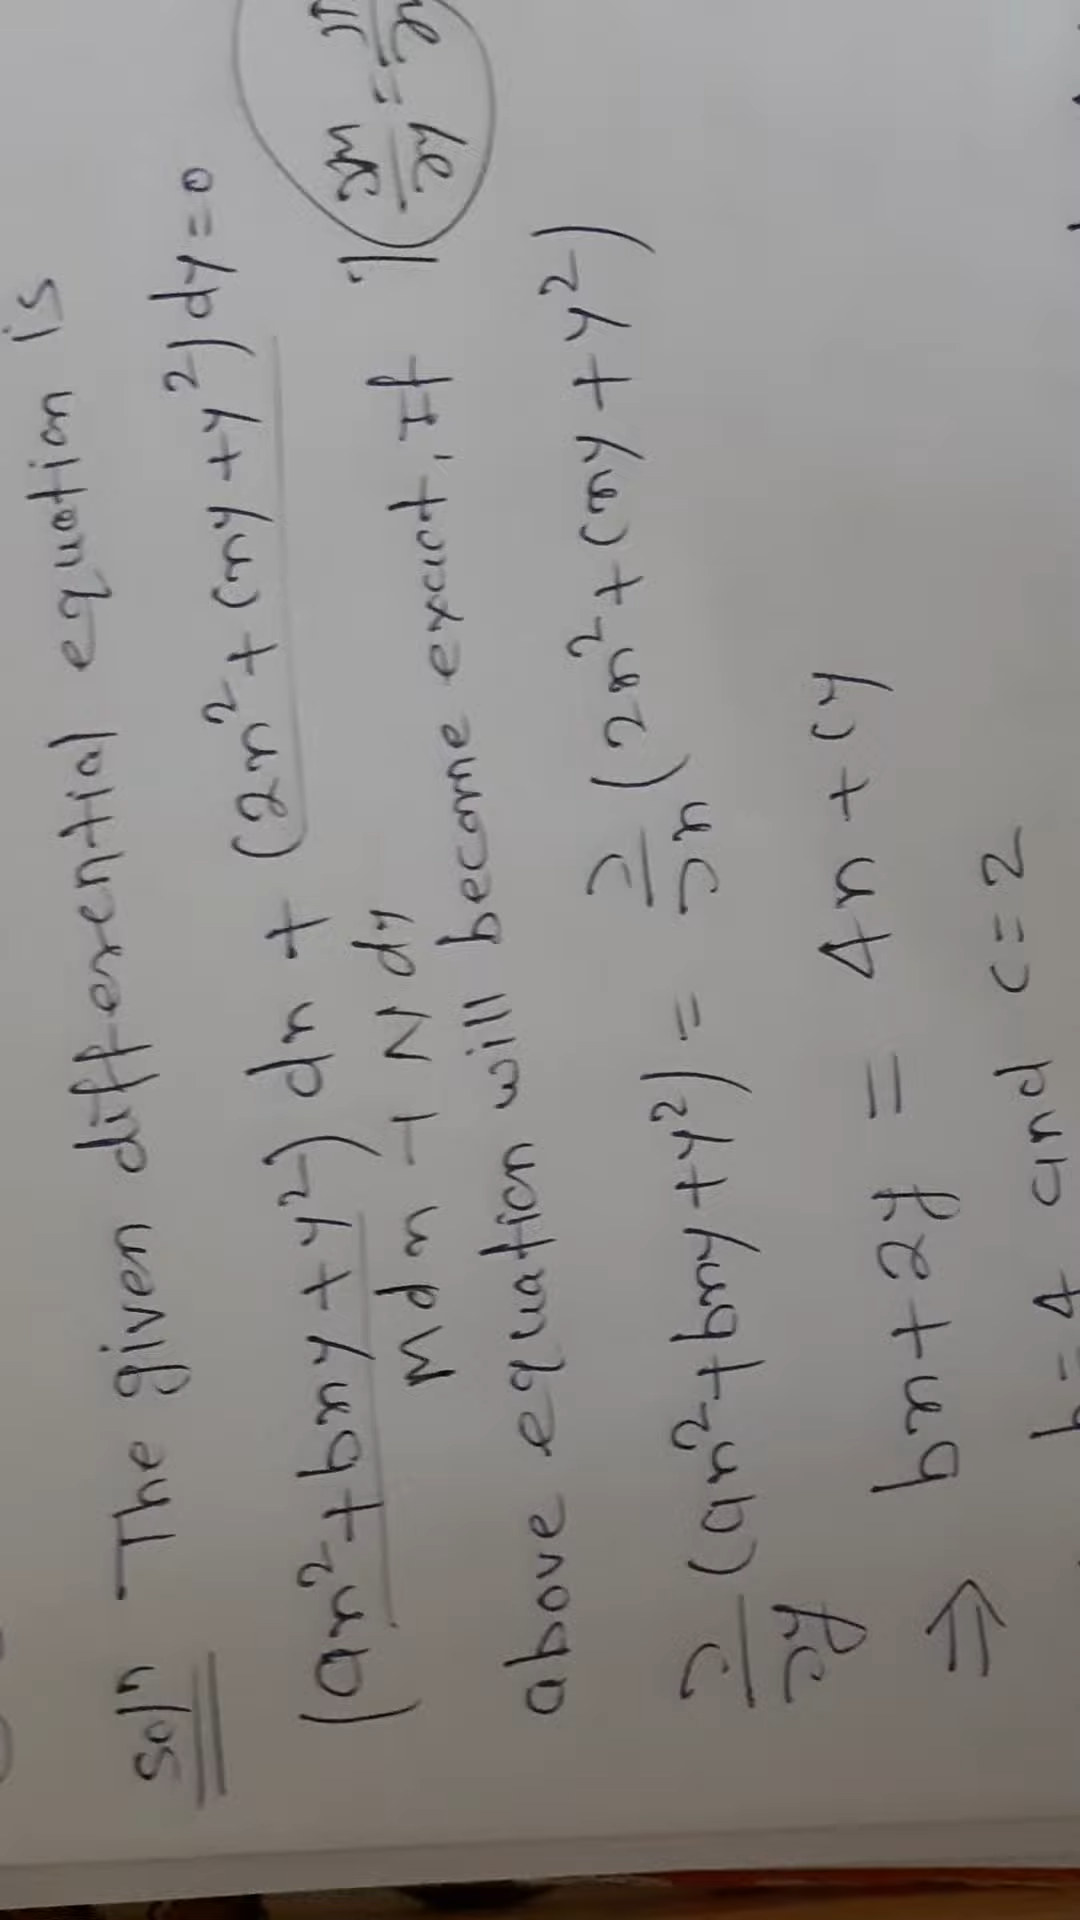 soln The given differential equation is
(ax² + bxy + y²) dx + (2x² + cxy + y²) dy = 0
Mdx + N dy
above equation will become exact, If ∂M/∂y = ∂N/∂x
∂/∂y (ax² + bxy + y²) = ∂/∂x (2x² + cxy + y²)
⇒ bx + 2y = 4x + cy
b = 4 and c = 2